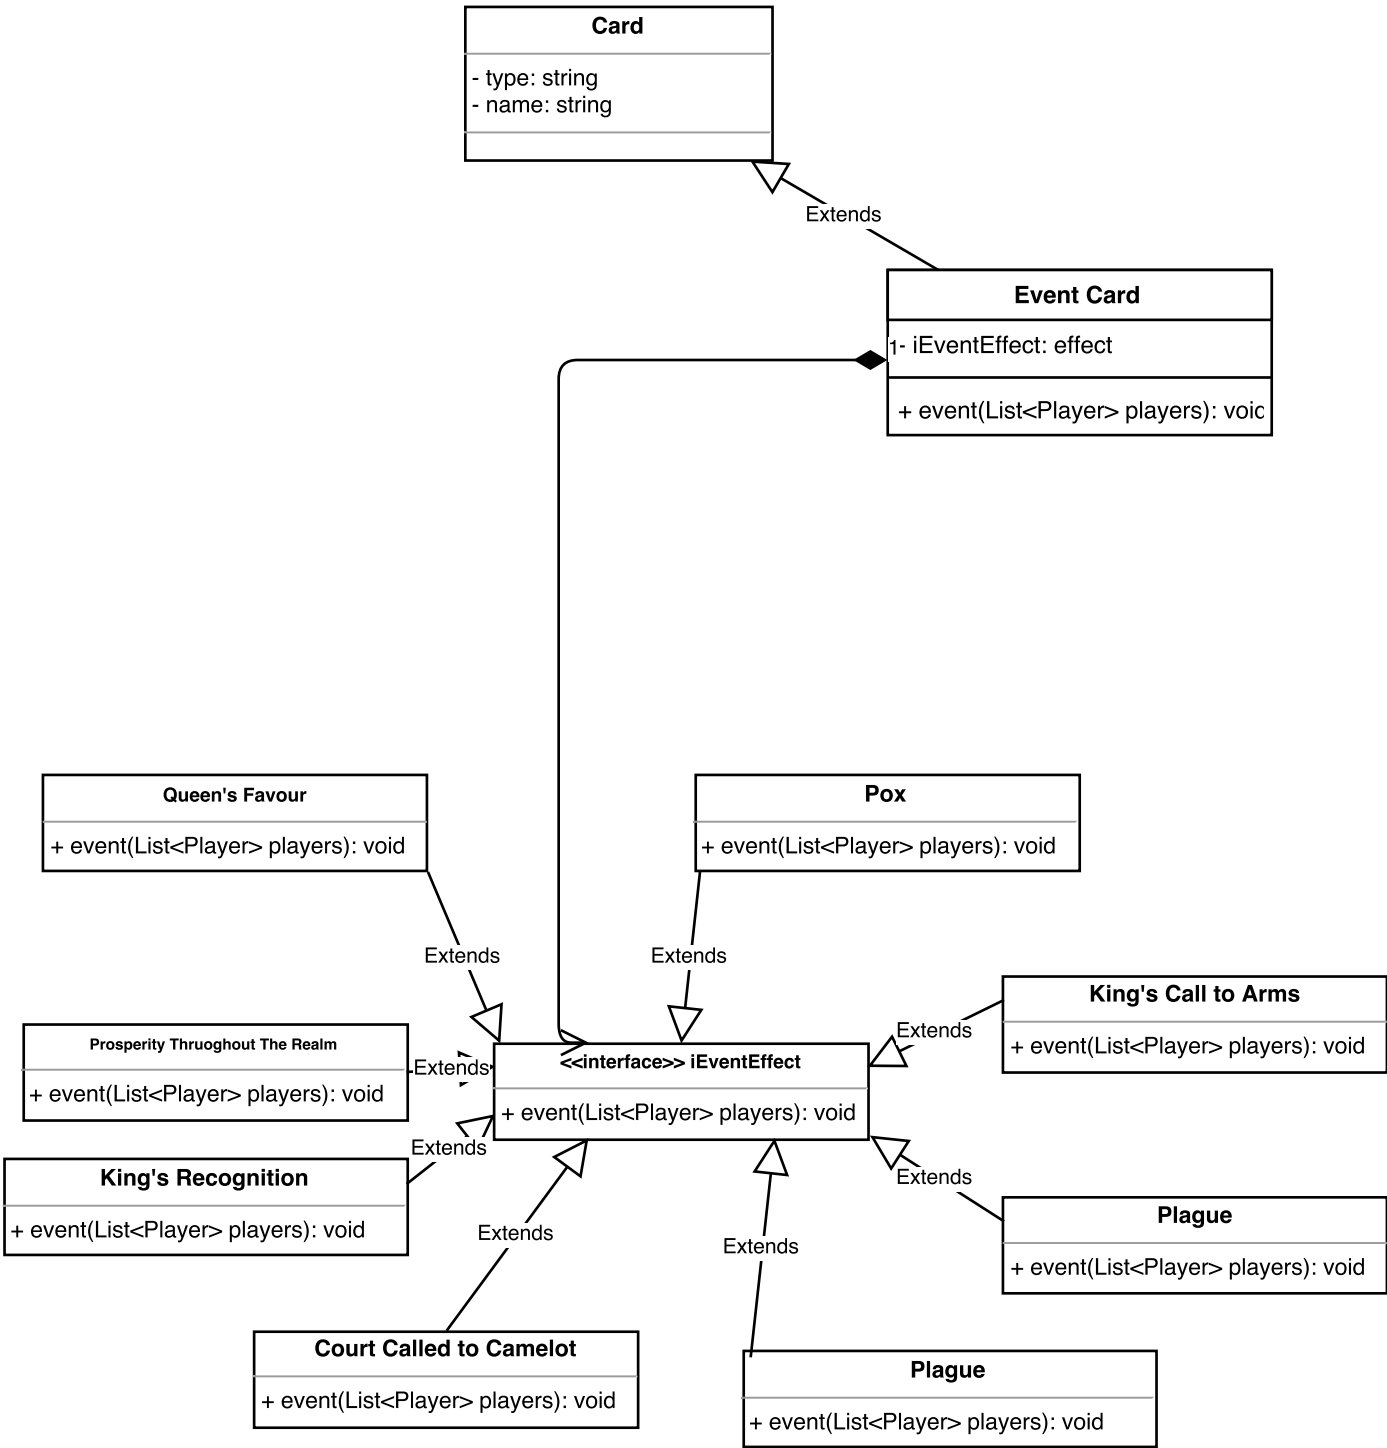 Card
- type: string
- name: string
Extends
Event Card
1- iEventEffect: effect
+ event(List<Player> players): voic
Queen's Favour
+ event(List<Player> players): void
Pox
+ event(List<Player> players): void
Extends
Extends
King's Call to Arms
+ event(List<Player> players): void
Extends
Prosperity Thruoghout The Realm
+ event(List<Player> players): void
Extends
<<interface>> iEventEffect
+ event(List<Player> players): void
Extends
King's Recognition
+ event(List<Player> players): void
Extends
Plague
+ event(List<Player> players): void
Extends
Extends
Court Called to Camelot
+ event(List<Player> players): void
Plague
+ event(List<Player> players): void